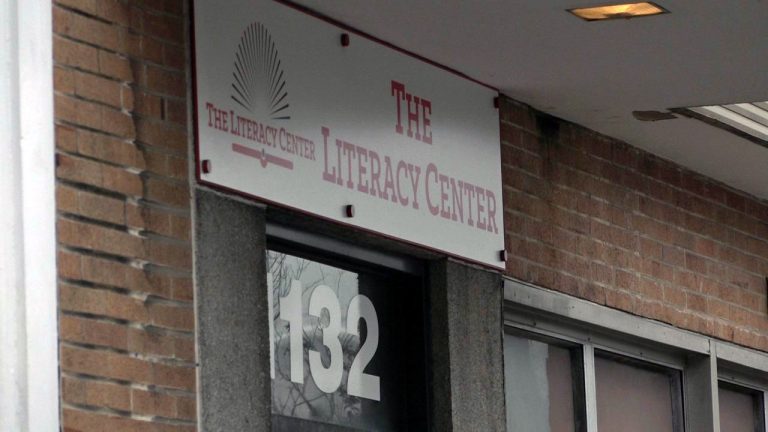 THE LITERACY CENTER
THE
LITERACY CENTER
132